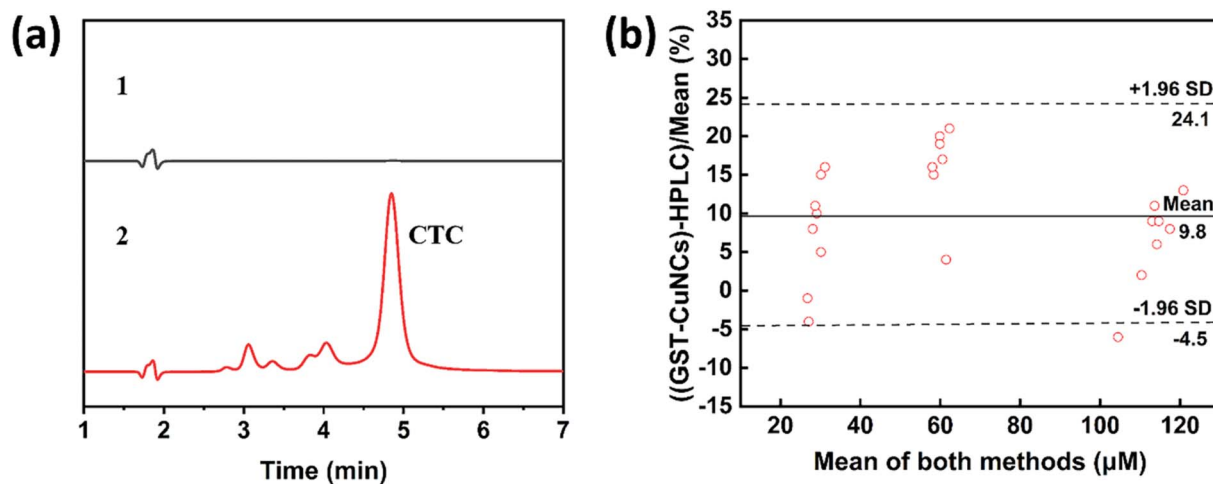 (a)
1
2
CTC
1 2 3 4 5 6 7
Time (min)
(b)
((GST-CuNCs)-HPLC)/Mean (%)
35
30
25
20
15
10
5
0
-5
-10
-15
+1.96 SD
24.1
Mean
9.8
-1.96 SD
-4.5
20 40 60 80 100 120
Mean of both methods (µM)